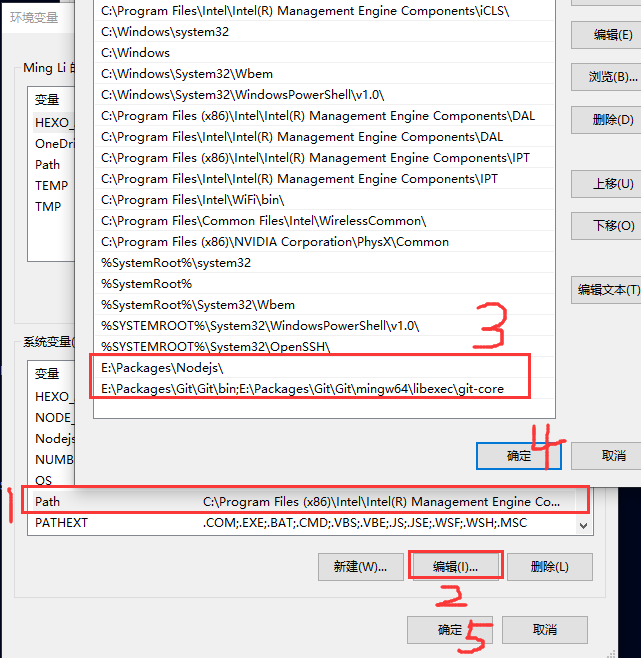 环境变量
C:\Program Files\Intel\Intel(R) Management Engine Components\iCLS\
C:\Windows\system32
C:\Windows
C:\Windows\System32\Wbem
C:\Windows\System32\WindowsPowerShell\v1.0\
C:\Program Files (x86)\Intel\Intel(R) Management Engine Components\DAL
C:\Program Files\Intel\Intel(R) Management Engine Components\DAL
C:\Program Files (x86)\Intel\Intel(R) Management Engine Components\IPT
C:\Program Files\Intel\Intel(R) Management Engine Components\IPT
C:\Program Files\Intel\WiFi\bin\
C:\Program Files\Common Files\Intel\WirelessCommon\
C:\Program Files (x86)\NVIDIA Corporation\PhysX\Common
%SystemRoot%\system32
%SystemRoot%
%SystemRoot%\System32\Wbem
%SYSTEMROOT%\System32\WindowsPowerShell\v1.0\
%SYSTEMROOT%\System32\OpenSSH\
E:\Packages\Nodejs\
E:\Packages\Git\Git\bin;E:\Packages\Git\Git\mingw64\libexec\git-core
3
编辑(E)
浏览(B)...
删除(D)
上移(U)
下移(O)
编辑文本(T)
确定
4
取消
Ming Li 的
变量
HEXO_
OneDri
Path
TEMP
TMP
系统变量(
变量
HEXO_
NODE_
Nodejs
NUMB
OS
1
Path C:\Program Files (x86)\Intel\Intel(R) Management Engine Co...
PATHEXT .COM;.EXE;.BAT;.CMD;.VBS;.VBE;.JS;.JSE;.WSF;.WSH;.MSC
新建(W)...
编辑(I)...
删除(L)
2
确定
5
取消